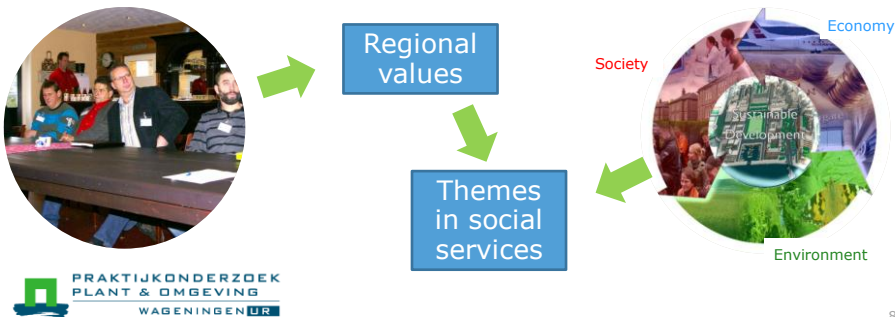 Regional
values
Society
Economy
Sustainable
Development
Themes
in social
services
Environment
PRAKTIJKONDERZOEK
PLANT & OMGEVING
WAGENINGEN UR